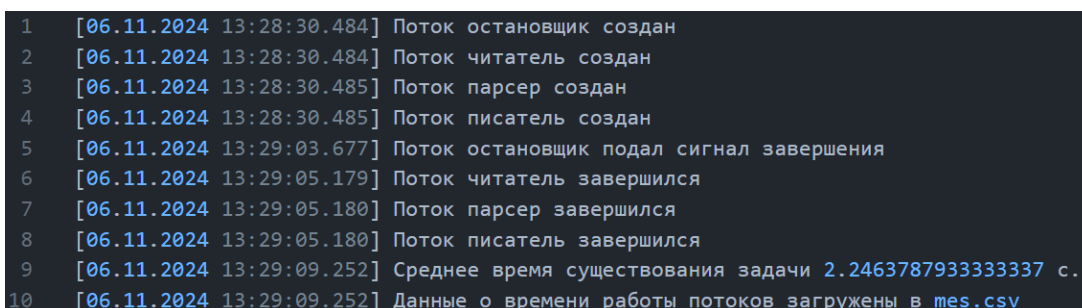 1 [06.11.2024 13:28:30.484] Поток остановщик создан
2 [06.11.2024 13:28:30.484] Поток читатель создан
3 [06.11.2024 13:28:30.485] Поток парсер создан
4 [06.11.2024 13:28:30.485] Поток писатель создан
5 [06.11.2024 13:29:03.677] Поток остановщик подал сигнал завершения
6 [06.11.2024 13:29:05.179] Поток читатель завершился
7 [06.11.2024 13:29:05.180] Поток парсер завершился
8 [06.11.2024 13:29:05.180] Поток писатель завершился
9 [06.11.2024 13:29:09.252] Среднее время существования задачи 2.2463787933333337 с.
10 [06.11.2024 13:29:09.252] Данные о времени работы потоков загружены в mes.csv